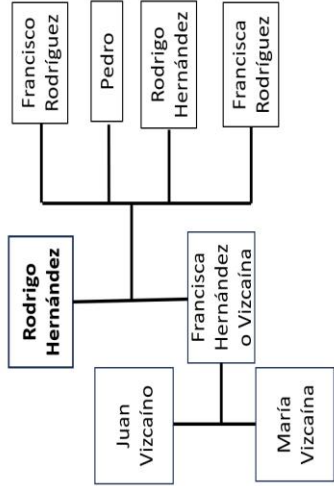 Francisco
Rodríguez
Pedro
Rodrigo
Hernández
Francisca
Rodríguez
Rodrigo
Hernández
Francisca
Hernández
o Vizcaína
Juan
Vizcaíno
María
Vizcaína